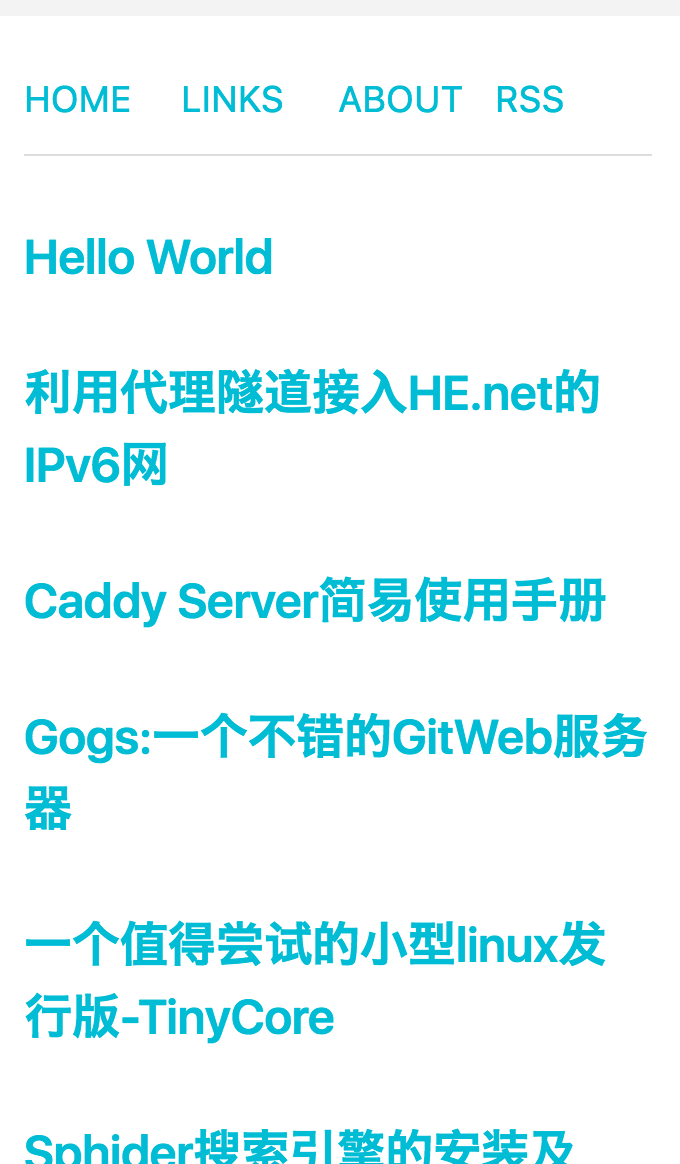 HOME LINKS ABOUT RSS
Hello World
利用代理隧道接入HE.net的
IPv6网
Caddy Server简易使用手册
Gogs:一个不错的GitWeb服务
器
一个值得尝试的小型linux发
行版-TinyCore
Sphider搜索引擎的安装及